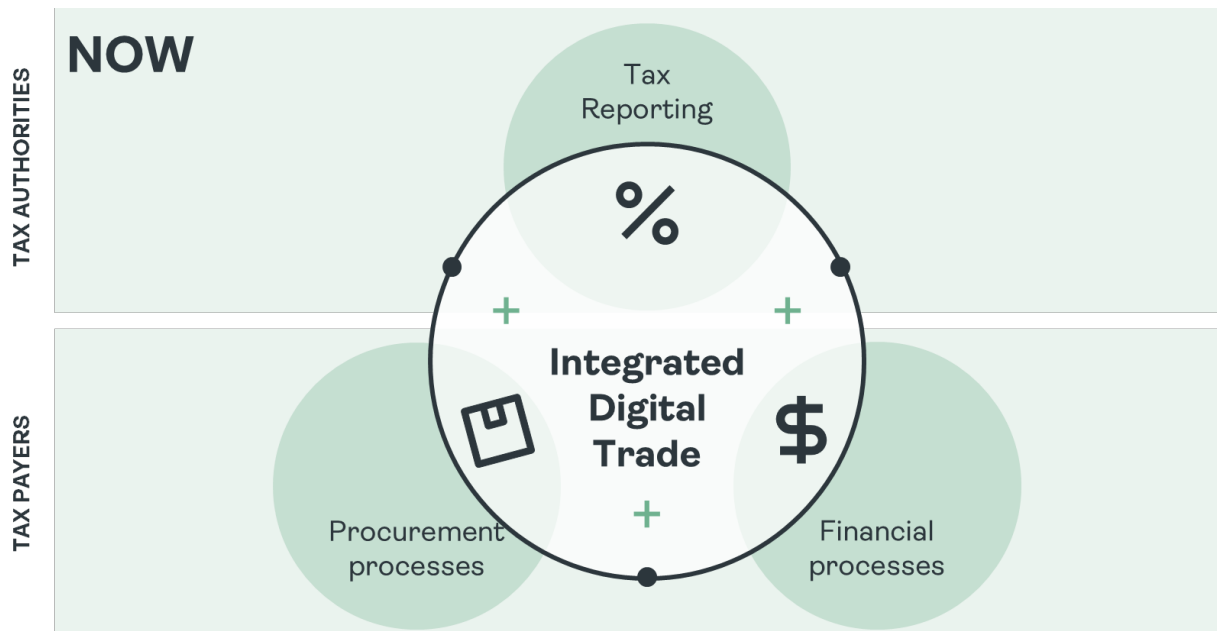 TAX AUTHORITIES
NOW
Tax
Reporting
%
Integrated
Digital
Trade
$
TAX PAYERS
Procurement
processes
Financial
processes